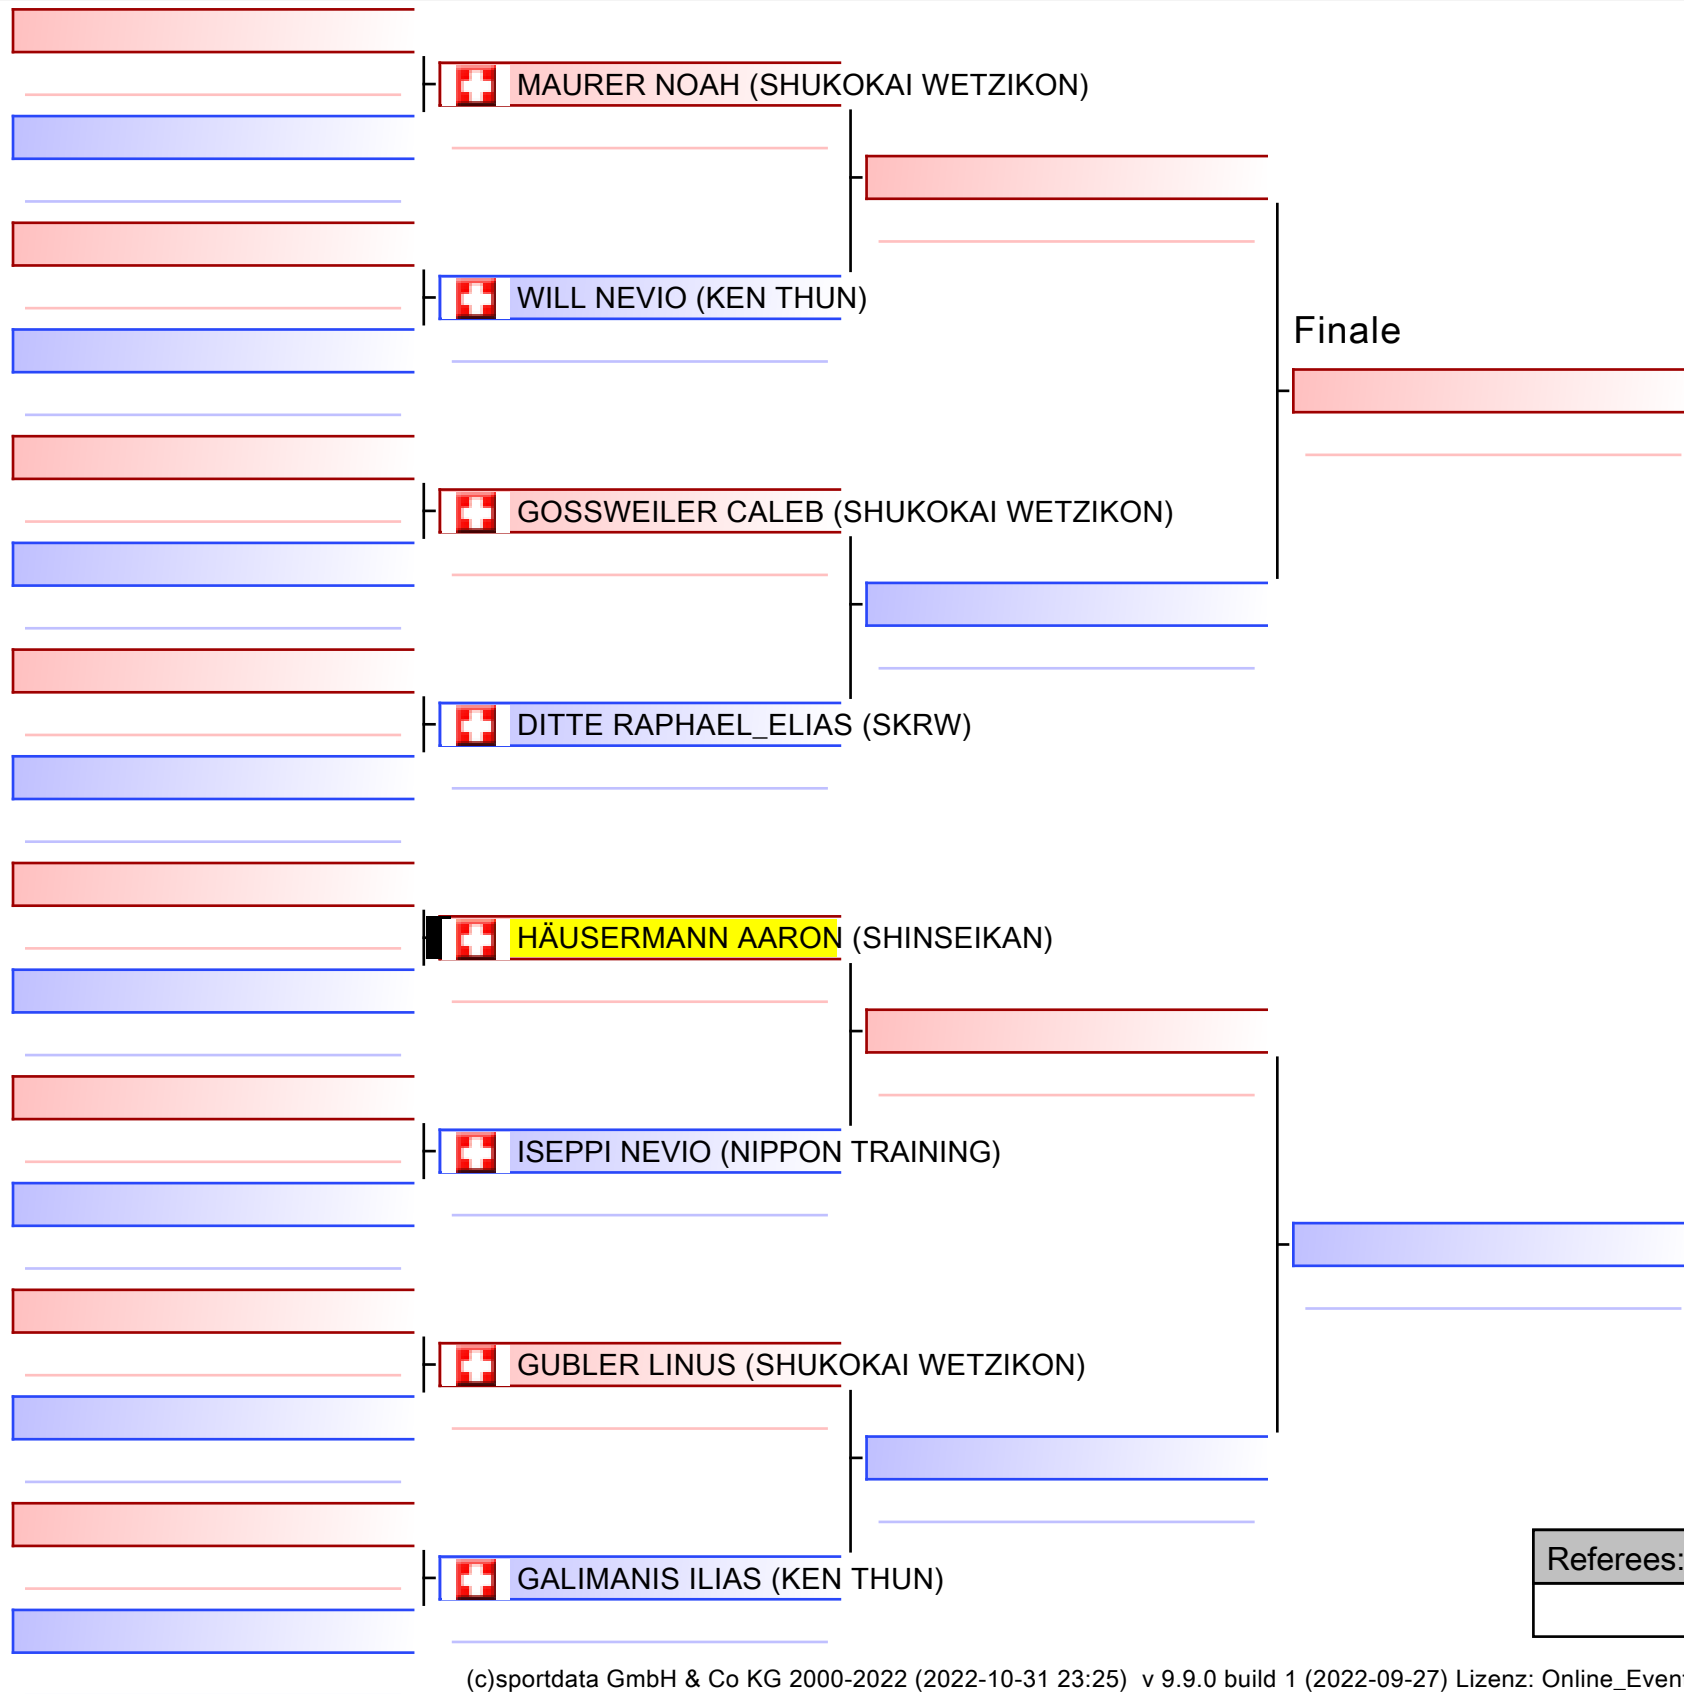 MAURER NOAH (SHUKOKAI WETZIKON)
WILL NEVIO (KEN THUN)
Finale
GOSSWEILER CALEB (SHUKOKAI WETZIKON)
DITTE RAPHAEL_ELIAS (SKRW)
HÄUSERMANN AARON (SHINSEIKAN)
ISEPPI NEVIO (NIPPON TRAINING)
GUBLER LINUS (SHUKOKAI WETZIKON)
Referees:
GALIMANIS ILIAS (KEN THUN)
(c)sportdata GmbH & Co KG 2000-2022 (2022-10-31 23:25) v 9.9.0 build 1 (2022-09-27) Lizenz: Online_Event